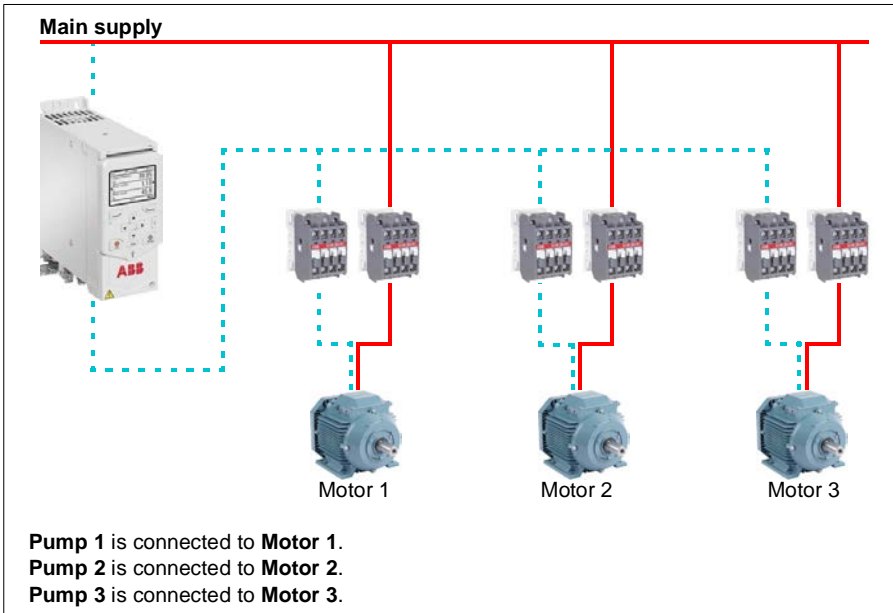 Main supply
ABB
Motor 1
Motor 2
Motor 3
Pump 1 is connected to Motor 1.
Pump 2 is connected to Motor 2.
Pump 3 is connected to Motor 3.